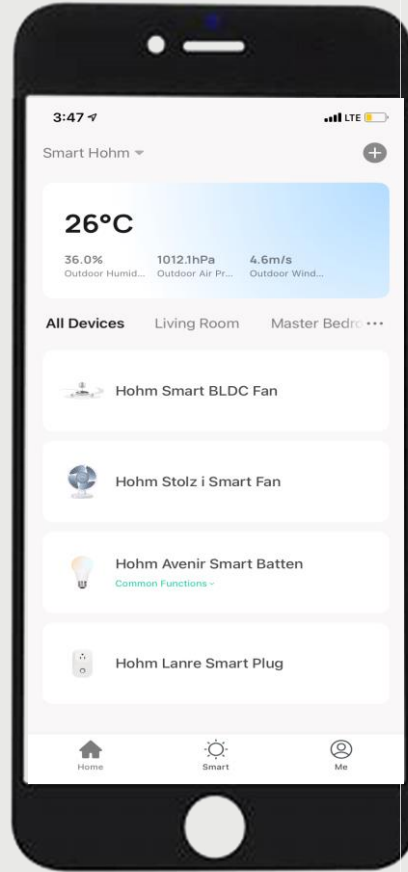 3:47
LTE
Smart Hohm
26°C
36.0% 1012.1hPa 4.6m/s
Outdoor Humid... Outdoor Air Pr... Outdoor Wind...
All Devices Living Room Master Bedro ...
Hohm Smart BLDC Fan
Hohm Stolz i Smart Fan
Hohm Avenir Smart Batten
Common Functions
Hohm Lanre Smart Plug
Home Smart Me